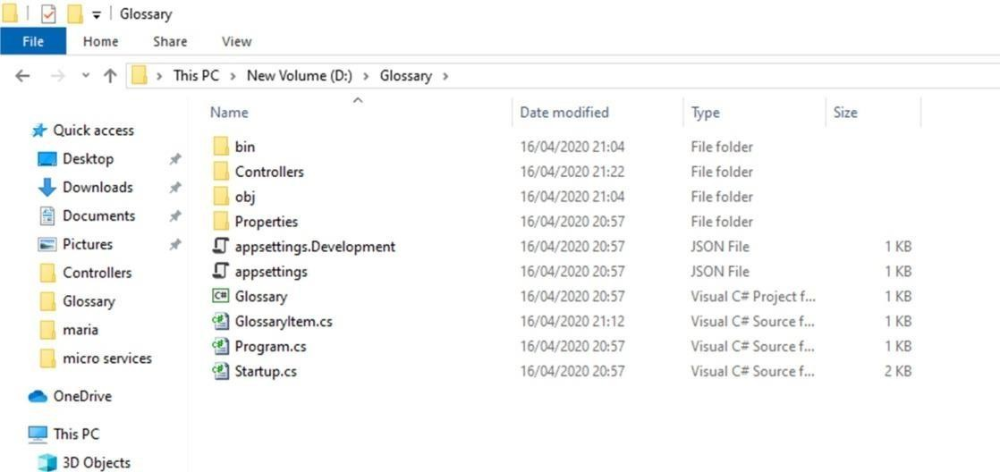 Glossary
File Home Share View
This PC New Volume (D:) Glossary
Name Date modified Type Size
Quick access
Desktop
Downloads
Documents
Pictures
Controllers
Glossary
maria
micro services
OneDrive
This PC
3D Objects
bin 16/04/2020 21:04 File folder
Controllers 16/04/2020 21:22 File folder
obj 16/04/2020 21:04 File folder
Properties 16/04/2020 20:57 File folder
appsettings.Development 16/04/2020 20:57 JSON File 1 KB
appsettings 16/04/2020 20:57 JSON File 1 KB
C# Glossary 16/04/2020 20:57 Visual C# Project f... 1 KB
C# GlossaryItem.cs 16/04/2020 21:12 Visual C# Source f... 1 KB
C# Program.cs 16/04/2020 20:57 Visual C# Source f... 1 KB
C# Startup.cs 16/04/2020 20:57 Visual C# Source f... 2 KB